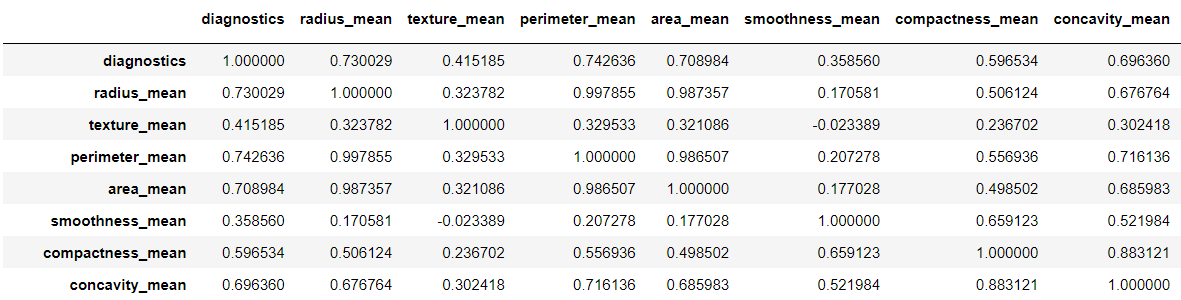 diagnostics radius_mean texture_mean perimeter_mean area_mean smoothness_mean compactness_mean concavity_mean
diagnostics 1.000000 0.730029 0.415185 0.742636 0.708984 0.358560 0.596534 0.696360
radius_mean 0.730029 1.000000 0.323782 0.997855 0.987357 0.170581 0.506124 0.676764
texture_mean 0.415185 0.323782 1.000000 0.329533 0.321086 -0.023389 0.236702 0.302418
perimeter_mean 0.742636 0.997855 0.329533 1.000000 0.986507 0.207278 0.556936 0.716136
area_mean 0.708984 0.987357 0.321086 0.986507 1.000000 0.177028 0.498502 0.685983
smoothness_mean 0.358560 0.170581 -0.023389 0.207278 0.177028 1.000000 0.659123 0.521984
compactness_mean 0.596534 0.506124 0.236702 0.556936 0.498502 0.659123 1.000000 0.883121
concavity_mean 0.696360 0.676764 0.302418 0.716136 0.685983 0.521984 0.883121 1.000000